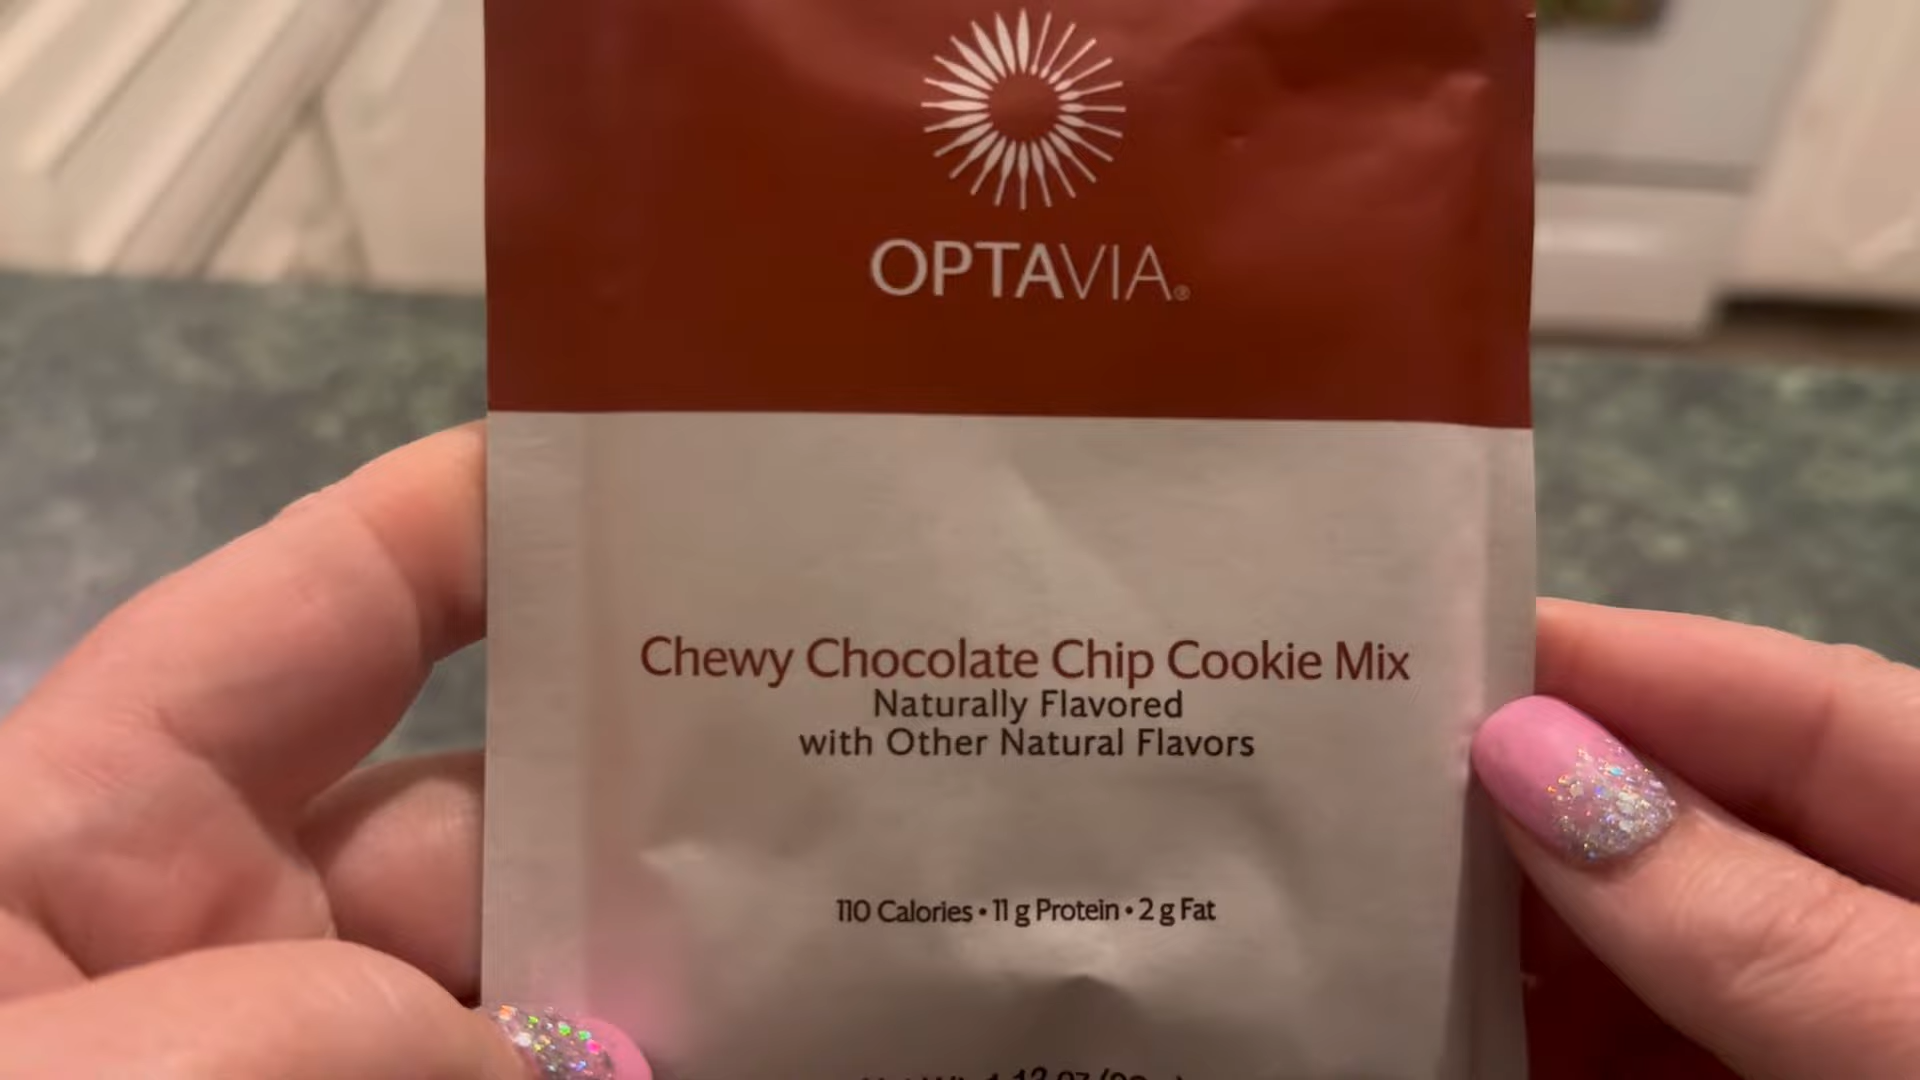 OPTAVIA®
Chewy Chocolate Chip Cookie Mix
Naturally Flavored
with Other Natural Flavors
110 Calories • 11 g Protein • 2 g Fat